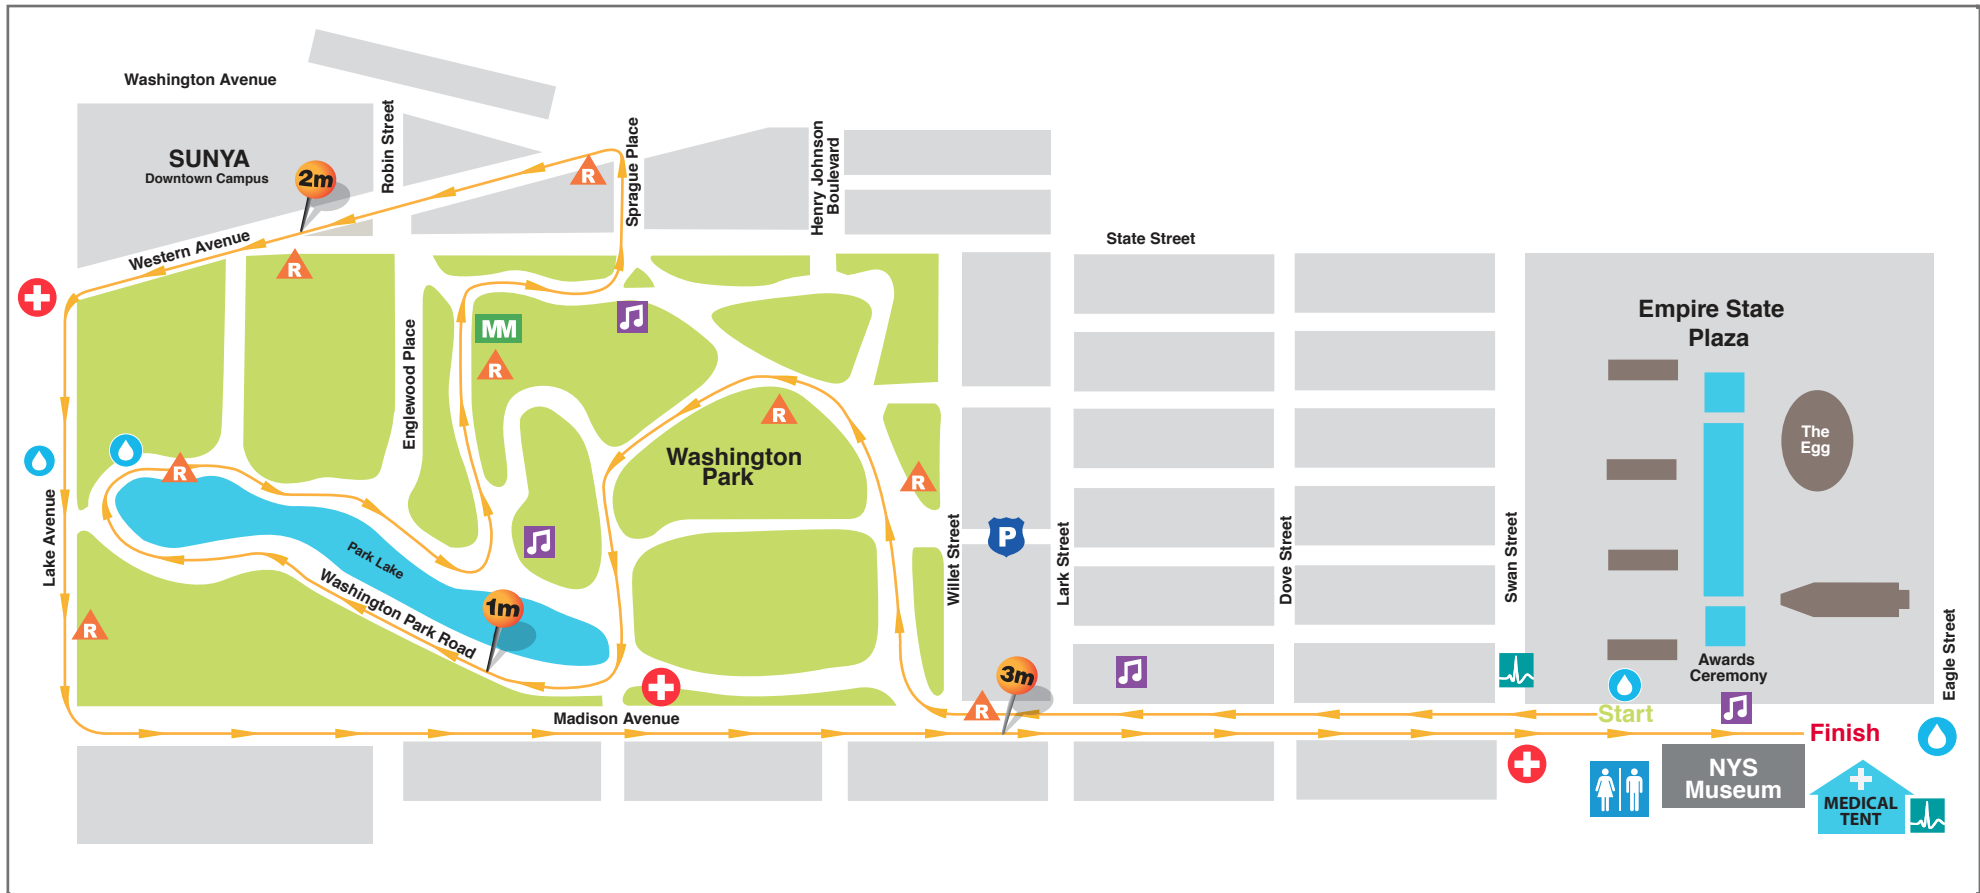 Washington Avenue
SUNYA
Downtown Campus
Robin Street
2m
Western Avenue
R
Sprague Place
Henry Johnson
Boulevard
State Street
R
MM
R
Englewood Place
R
Washington
Park
R
R
Lake Avenue
R
Park Lake
Washington Park Road
1m
Willet Street
P
Lark Street
Dove Street
Swan Street
Empire State
Plaza
The
Egg
Awards
Ceremony
Eagle Street
3m
R
Start
Madison Avenue
Finish
NYS
Museum
MEDICAL
TENT